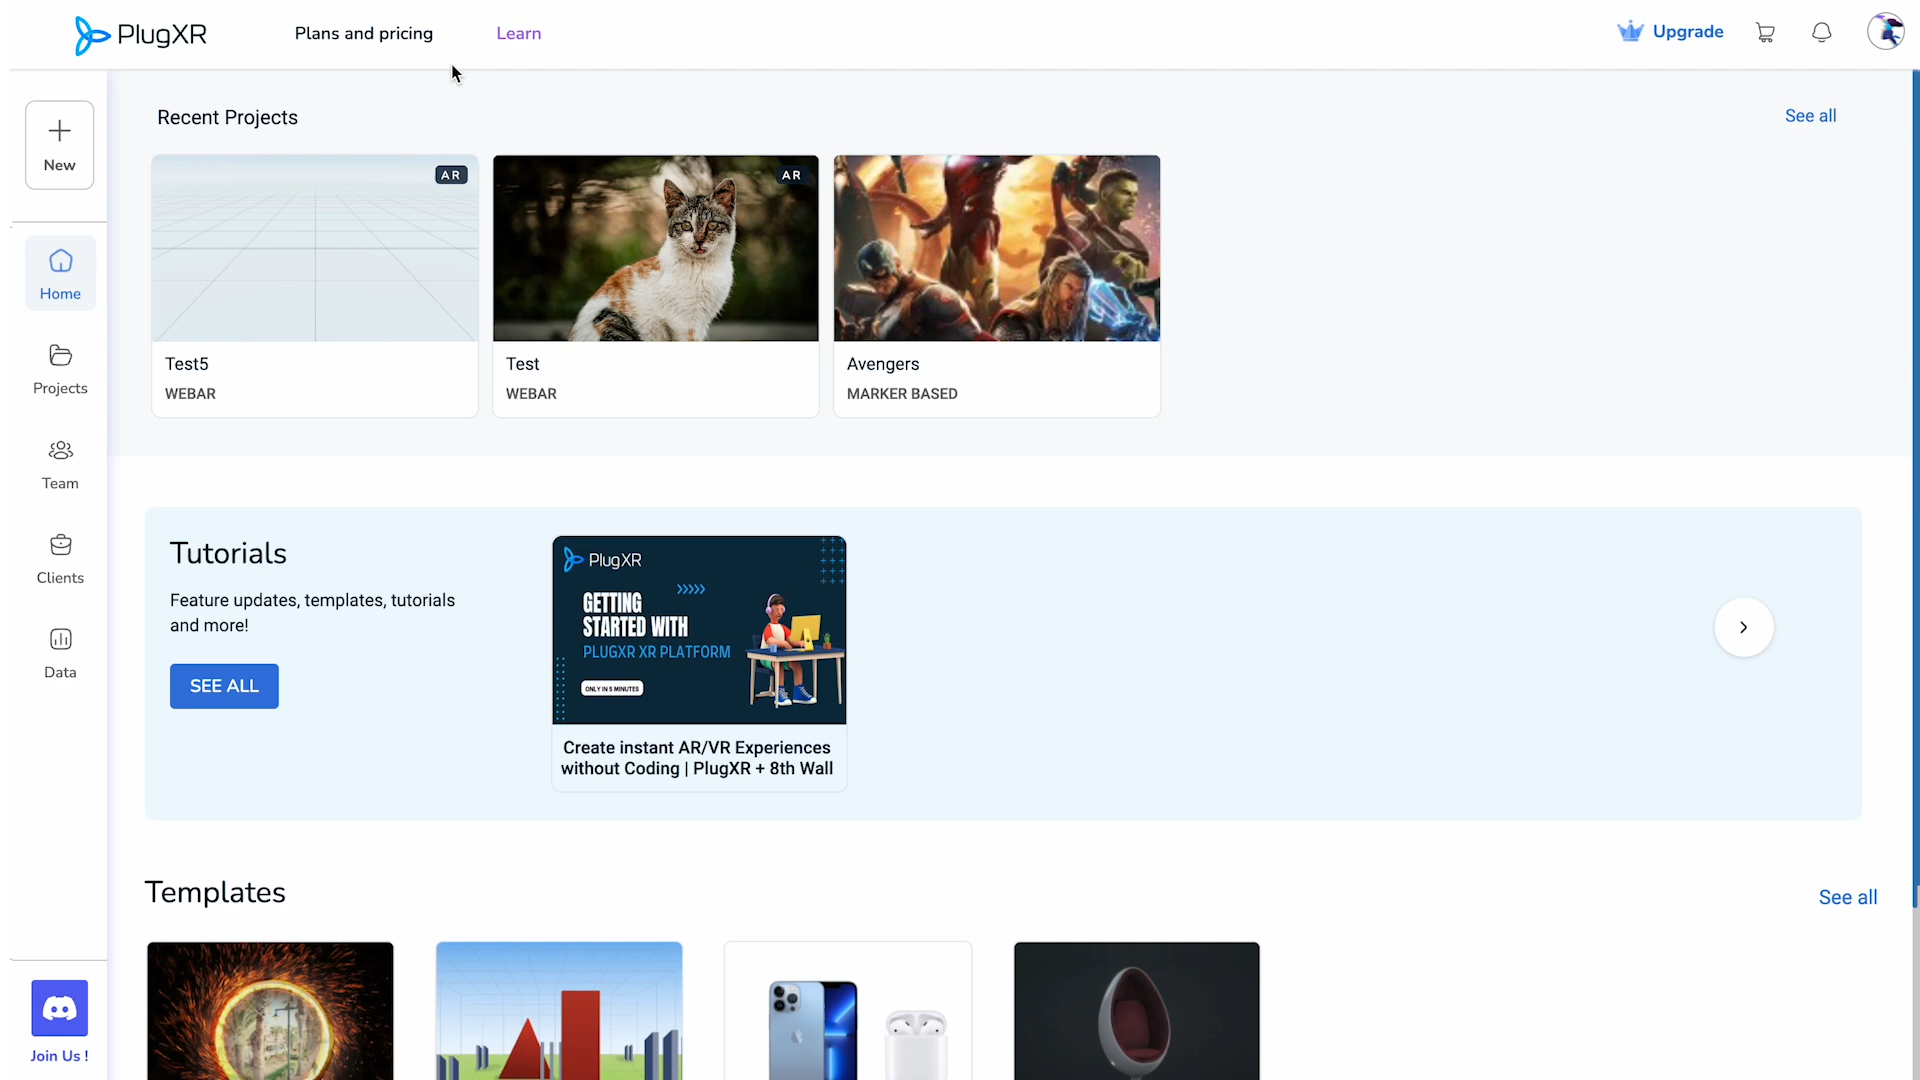 PlugXR
Plans and pricing
Learn
Upgrade
New
Home
Projects
Team
Clients
Data
Join Us !
Recent Projects
See all
AR
AR
Test5
WEBAR
Test
WEBAR
Avengers
MARKER BASED
Tutorials
Feature updates, templates, tutorials
and more!
SEE ALL
PlugXR
GETTING
STARTED WITH
PLUGXR XR PLATFORM
ONLY IN 5 MINUTES
Create instant AR/VR Experiences
without Coding | PlugXR + 8th Wall
Templates
See all